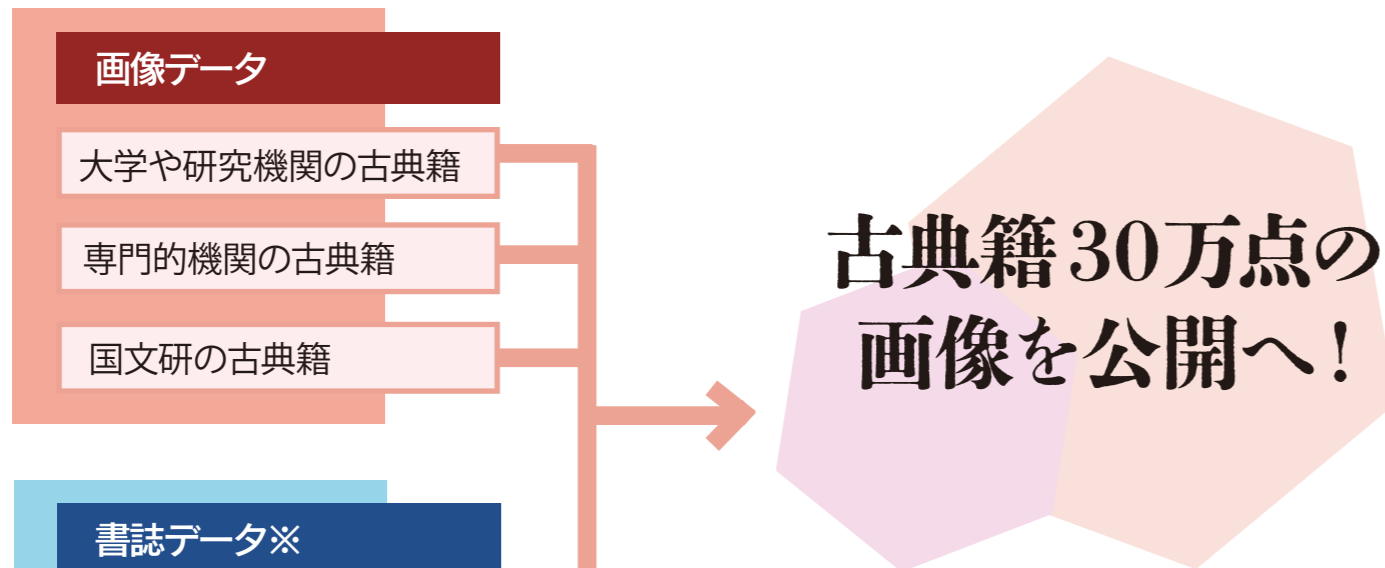 画像データ
大学や研究機関の古典籍
専門的機関の古典籍
国文研の古典籍
書誌データ※
古典籍30万点の
画像を公開へ!